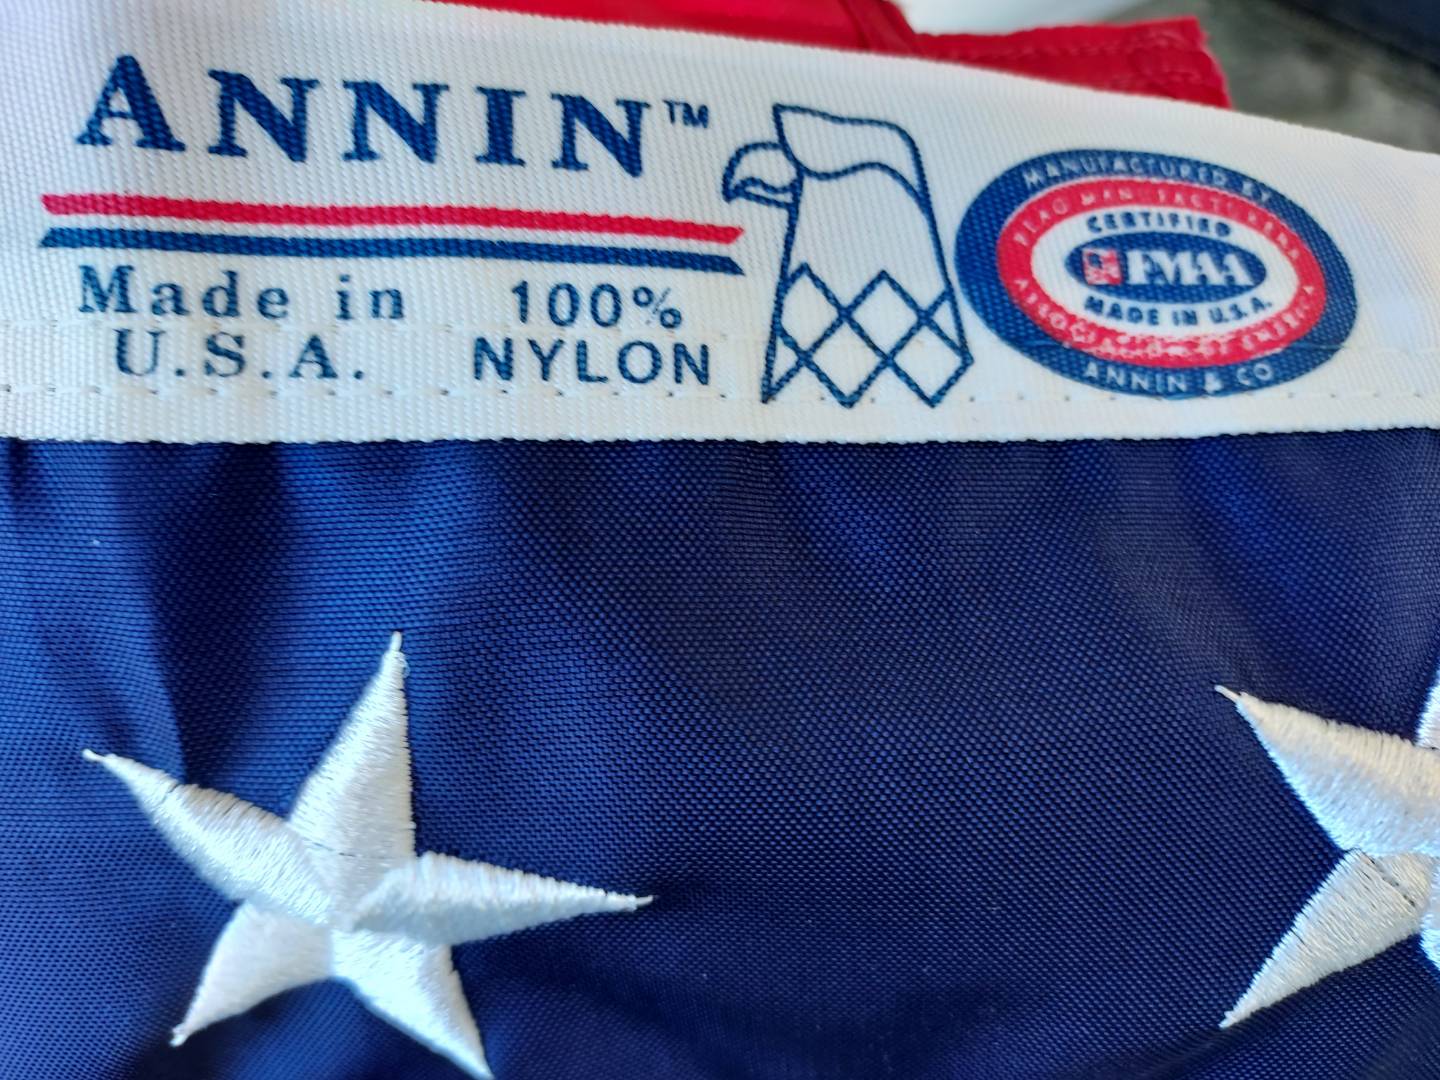 ANNIN™
Made in
U.S.A.
100%
NYLON
MANUFACTURED BY
FLAG MANUFACTURERS
CERTIFIED
FMAA
MADE IN U.S.A.
ASSOCIATION OF AMERICA
ANNIN & CO